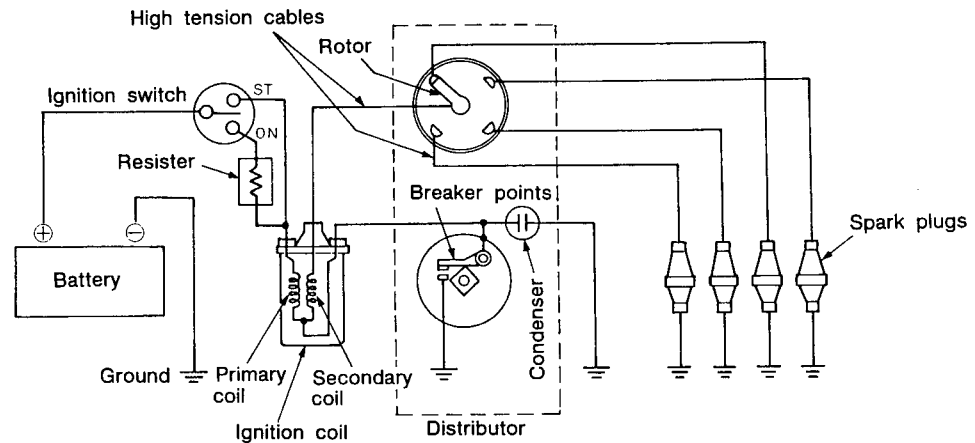 High tension cables
Rotor
Ignition switch
ST
ON
Resister
Breaker points
Spark plugs
⊕
⊖
Battery
Condenser
Ground
Primary
coil
Secondary
coil
Ignition coil
Distributor